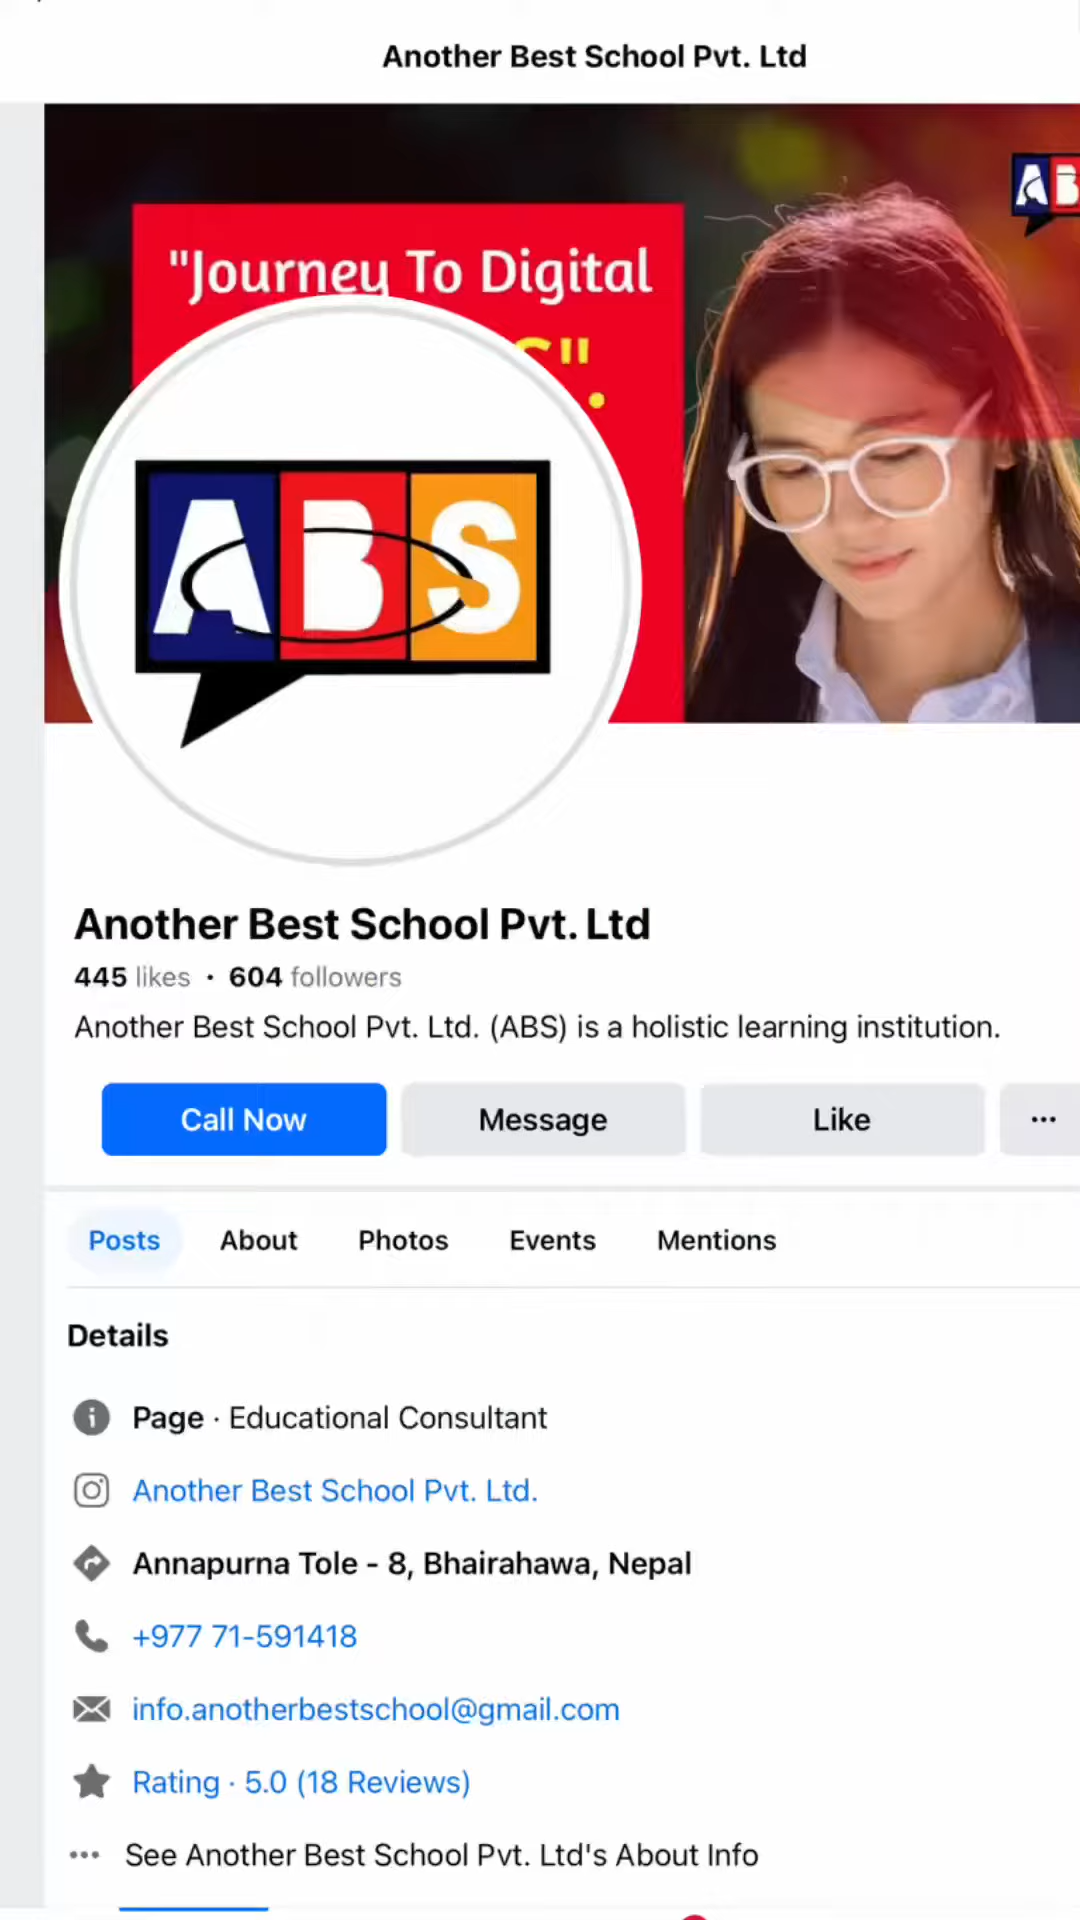 Another Best School Pvt. Ltd
AB
"Journey To Digital
S".
ABS
Another Best School Pvt. Ltd
445 likes · 604 followers
Another Best School Pvt. Ltd. (ABS) is a holistic learning institution.
Call Now Message Like ...
Posts About Photos Events Mentions
Details
Page · Educational Consultant
Another Best School Pvt. Ltd.
Annapurna Tole - 8, Bhairahawa, Nepal
+977 71-591418
info.anotherbestschool@gmail.com
Rating · 5.0 (18 Reviews)
... See Another Best School Pvt. Ltd's About Info